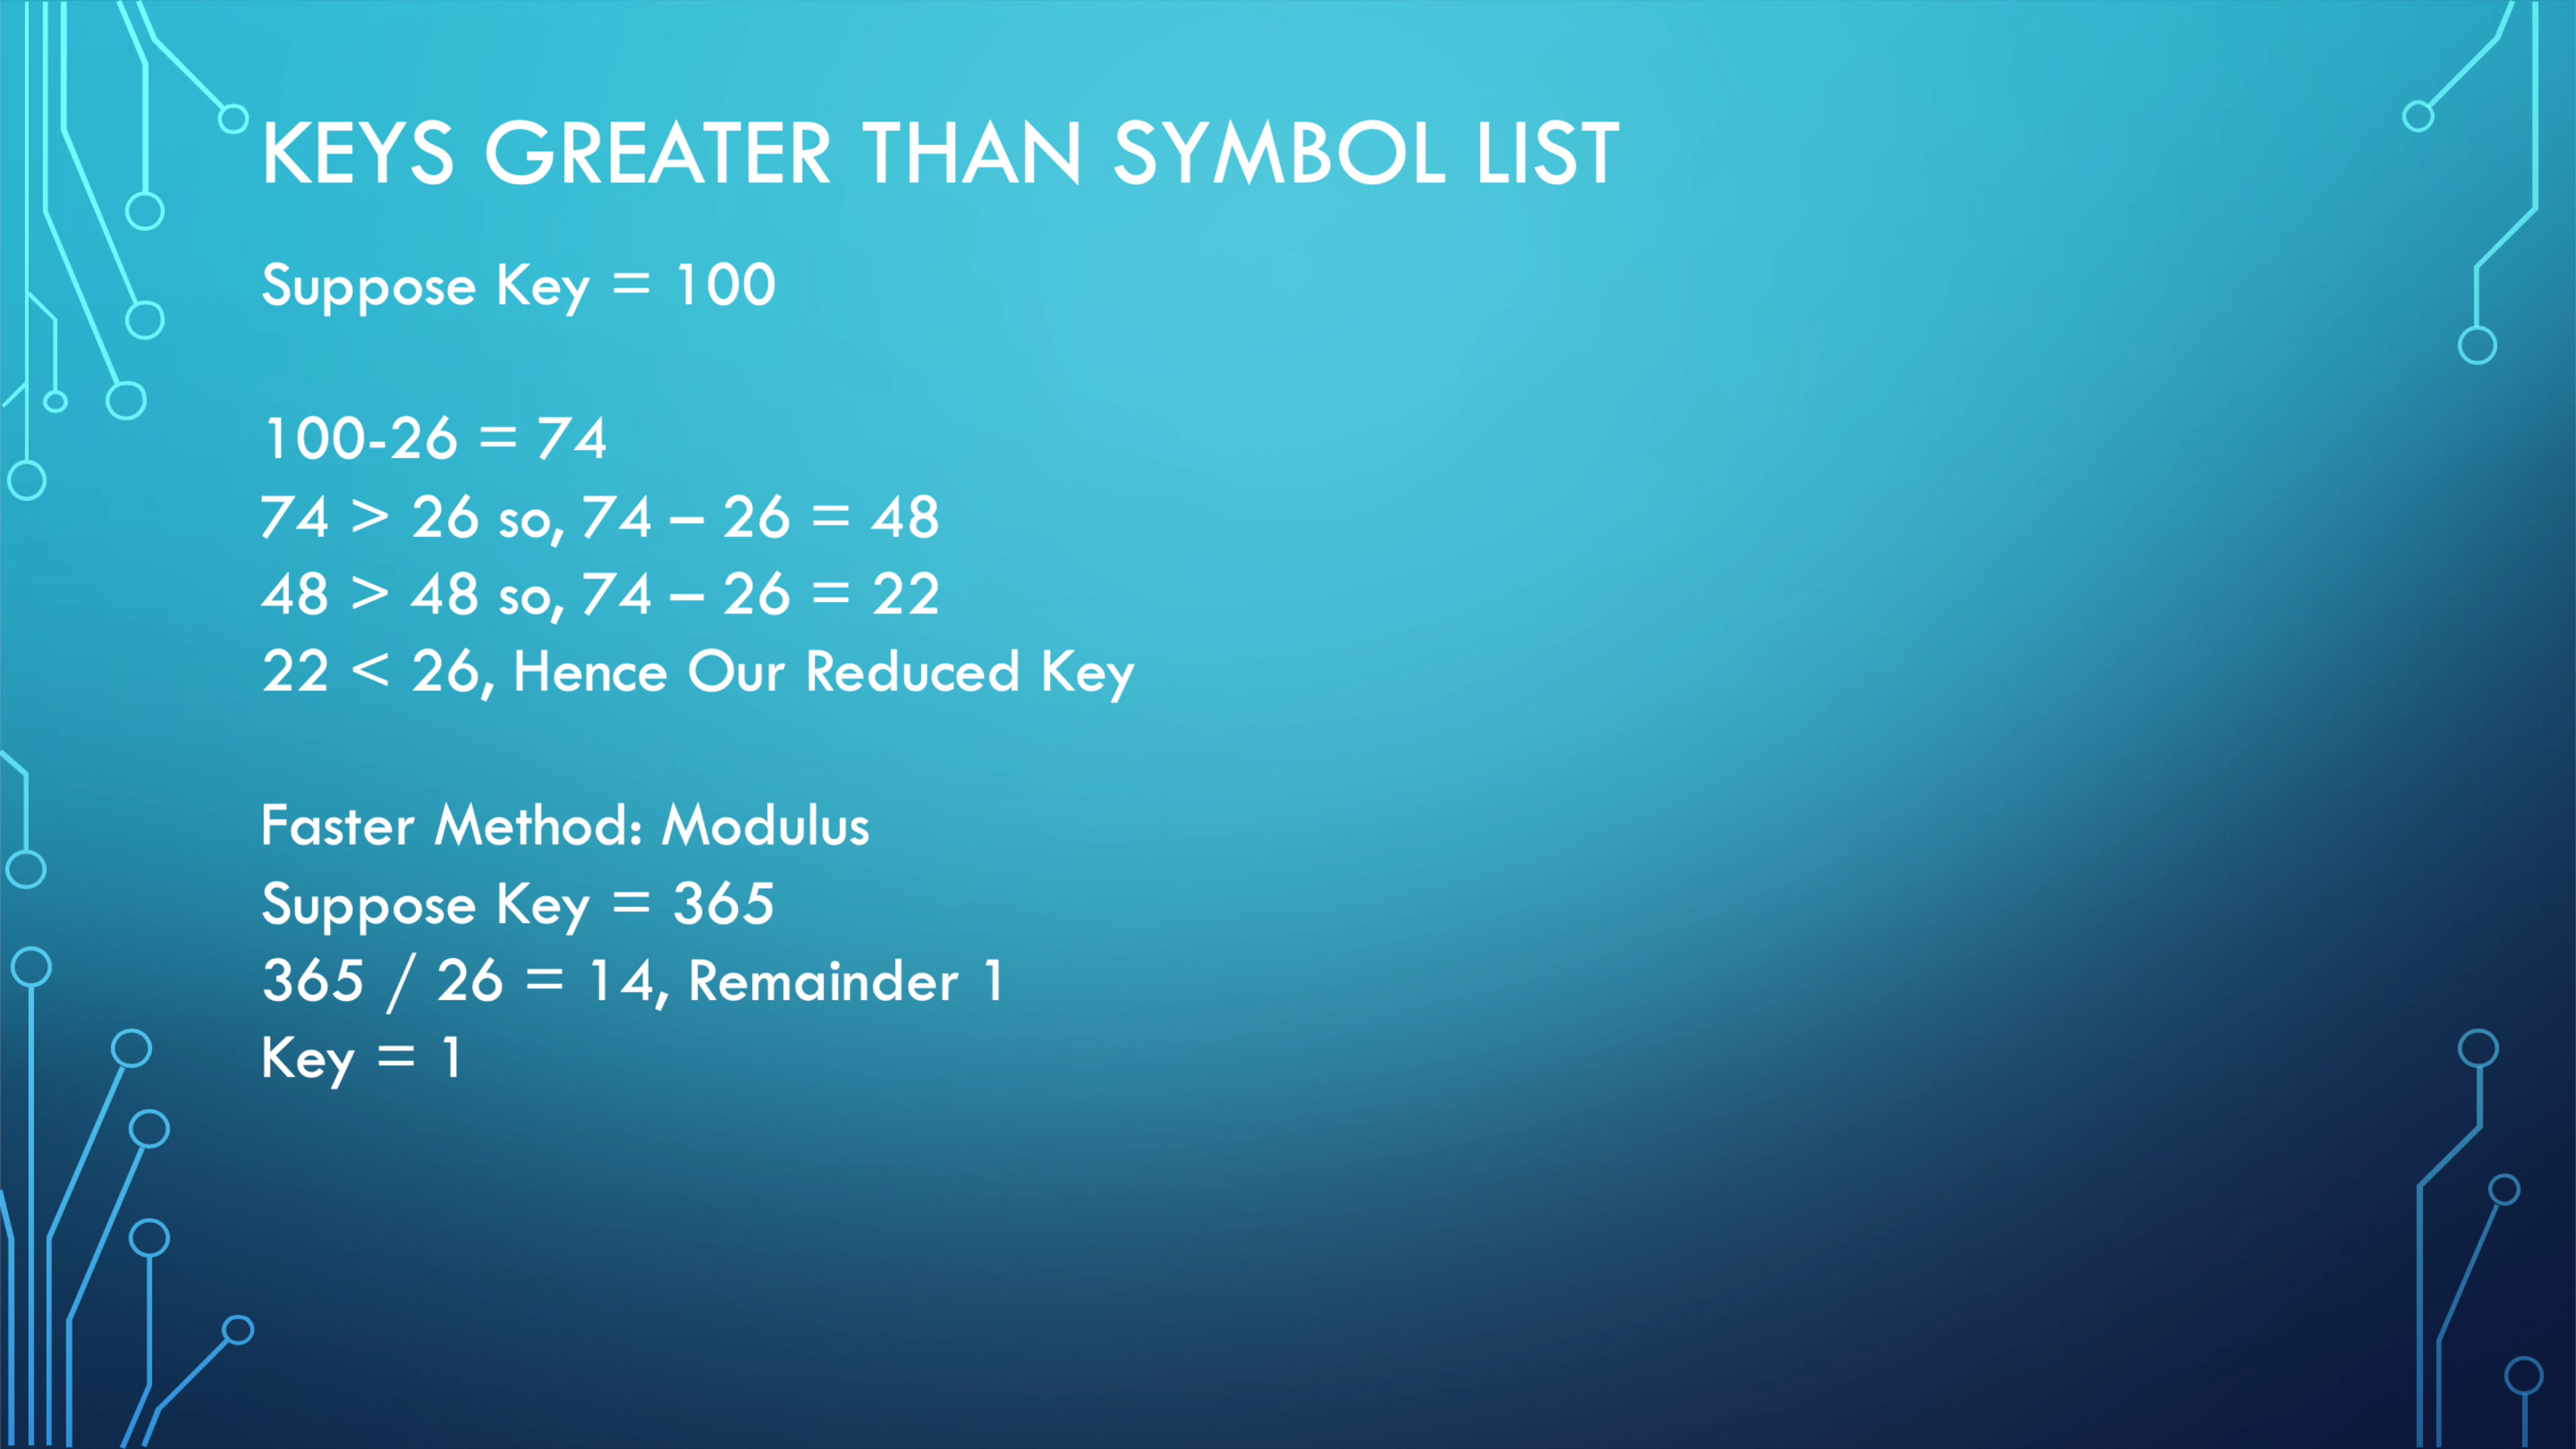 KEYS GREATER THAN SYMBOL LIST
Suppose Key = 100
100-26 = 74
74 > 26 so, 74 – 26 = 48
48 > 48 so, 74 – 26 = 22
22 < 26, Hence Our Reduced Key
Faster Method: Modulus
Suppose Key = 365
365 / 26 = 14, Remainder 1
Key = 1